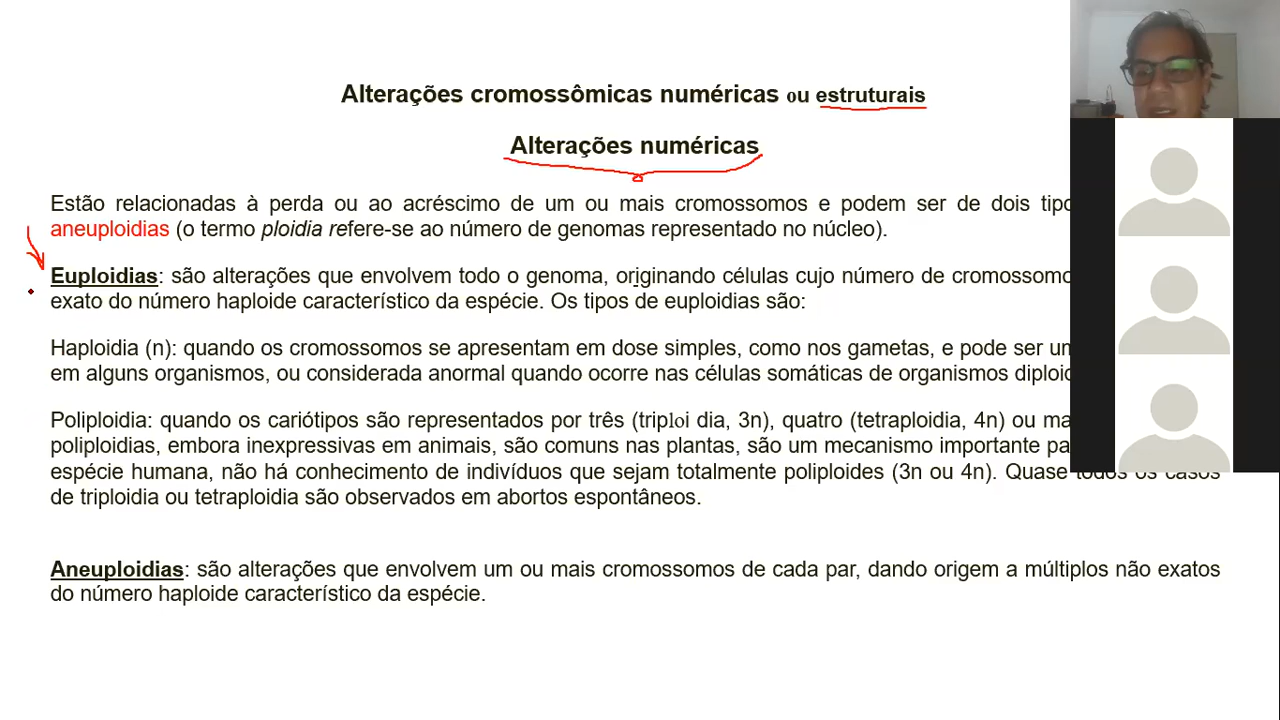 Alterações cromossômicas numéricas ou estruturais
Alterações numéricas
Estão relacionadas à perda ou ao acréscimo de um ou mais cromossomos e podem ser de dois
aneuploidias (o termo ploidia refere-se ao número de genomas representado no núcleo).
Euploidias: são alterações que envolvem todo o genoma, originando células cujo número de
exato do número haploide característico da espécie. Os tipos de euploidias são:
Haploidia (n): quando os cromossomos se apresentam em dose simples, como nos gametas, e pode ser
em alguns organismos, ou considerada anormal quando ocorre nas células somáticas de organismos
Poliploidia: quando os cariótipos são representados por três (triploi dia, 3n), quatro (tetraploidia, 4n) ou
poliploidias, embora inexpressivas em animais, são comuns nas plantas, são um mecanismo importante
espécie humana, não há conhecimento de indivíduos que sejam totalmente poliploides (3n ou 4n). Quase todos os casos
de triploidia ou tetraploidia são observados em abortos espontâneos.
Aneuploidias: são alterações que envolvem um ou mais cromossomos de cada par, dando origem a múltiplos não exatos
do número haploide característico da espécie.